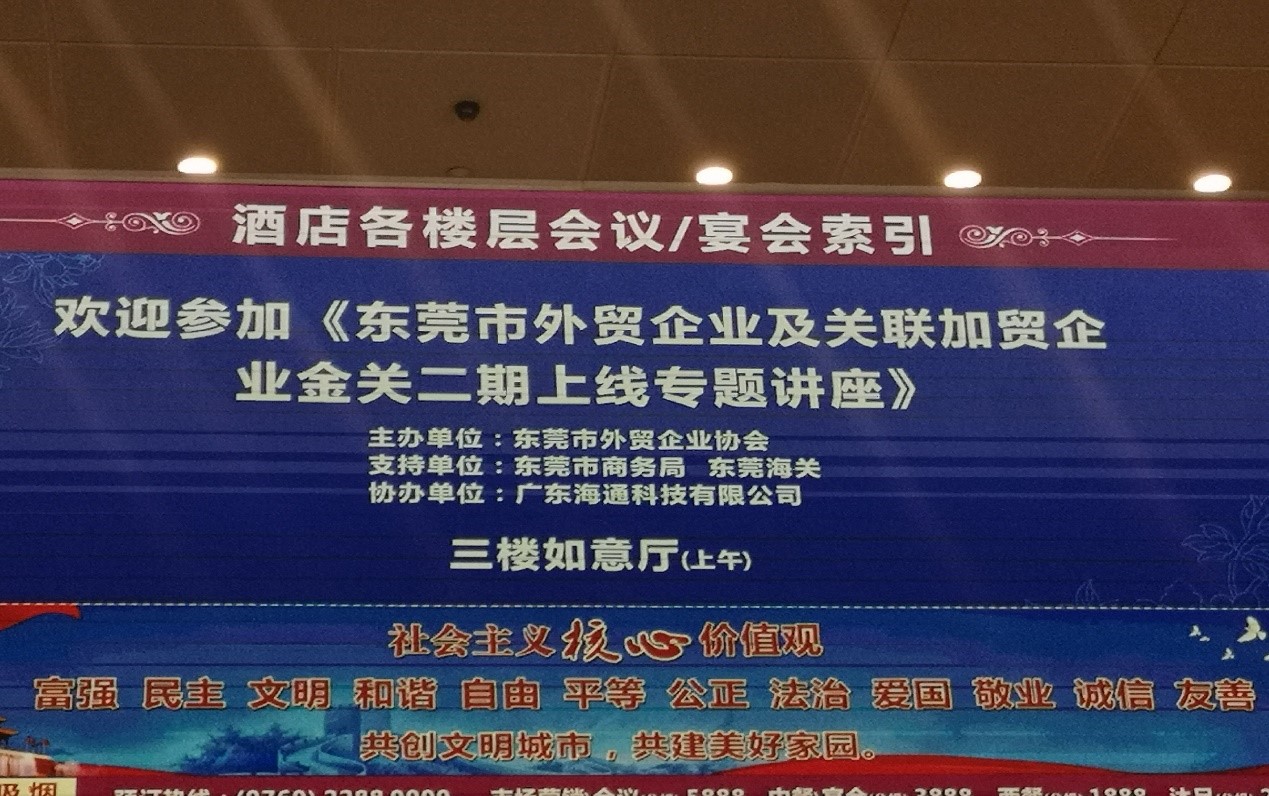 酒店各楼层会议/宴会索引
欢迎参加《东莞市外贸企业及关联加贸企
业金关二期上线专题讲座》
主办单位：东莞市外贸企业协会
支持单位：东莞市商务局 东莞海关
协办单位：广东海通科技有限公司
三楼如意厅(上午)
社会主义核心价值观
富强 民主 文明 和谐 自由 平等 公正 法治 爱国 敬业 诚信 友善
共创文明城市，共建美好家园。